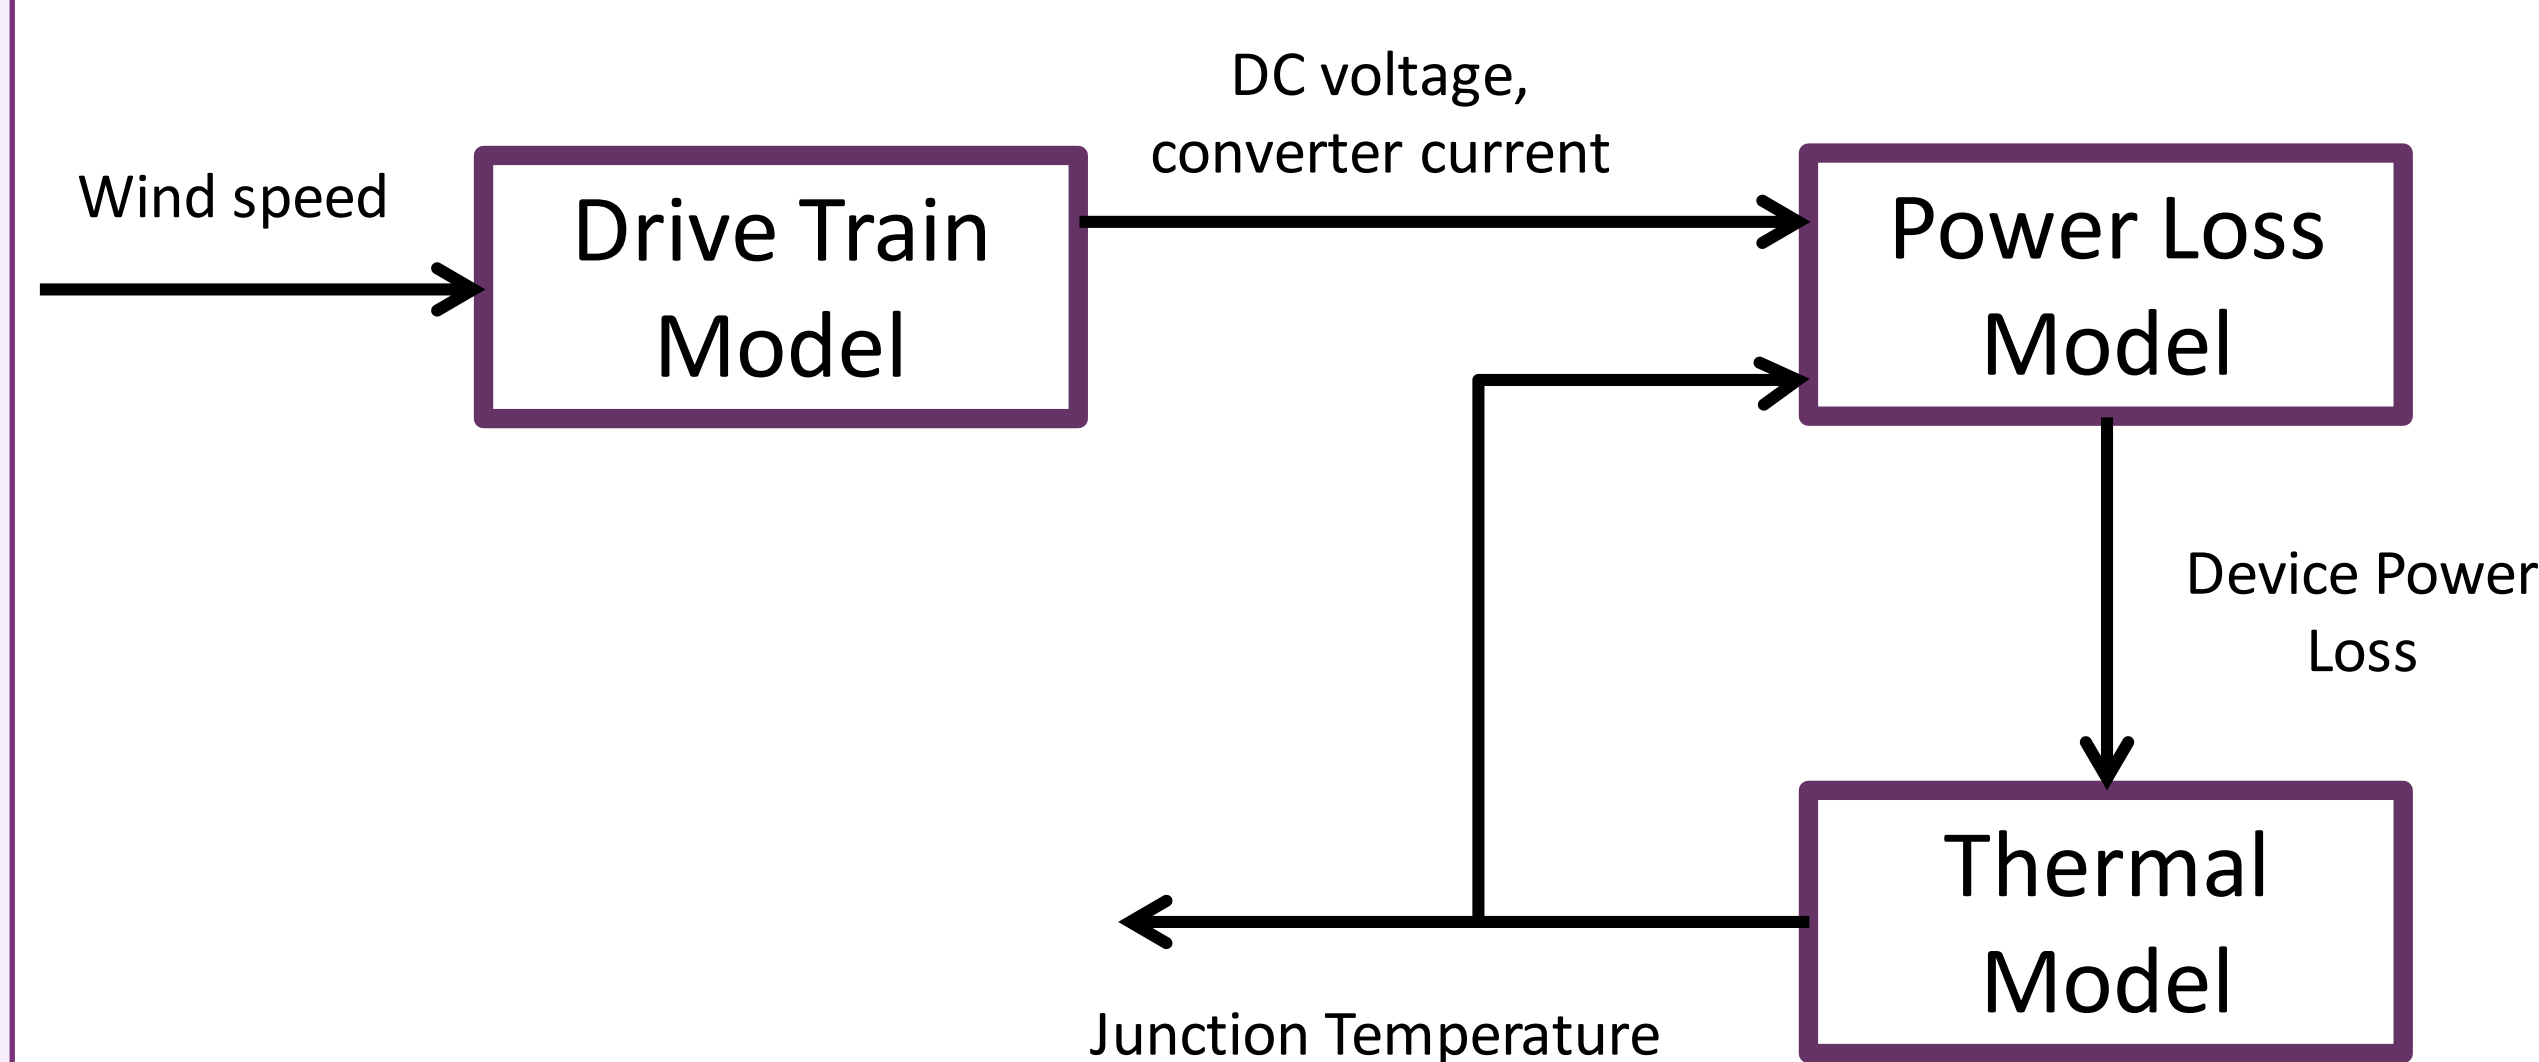 Wind speed
Drive Train
Model
DC voltage,
converter current
Power Loss
Model
Device Power
Loss
Thermal
Model
Junction Temperature